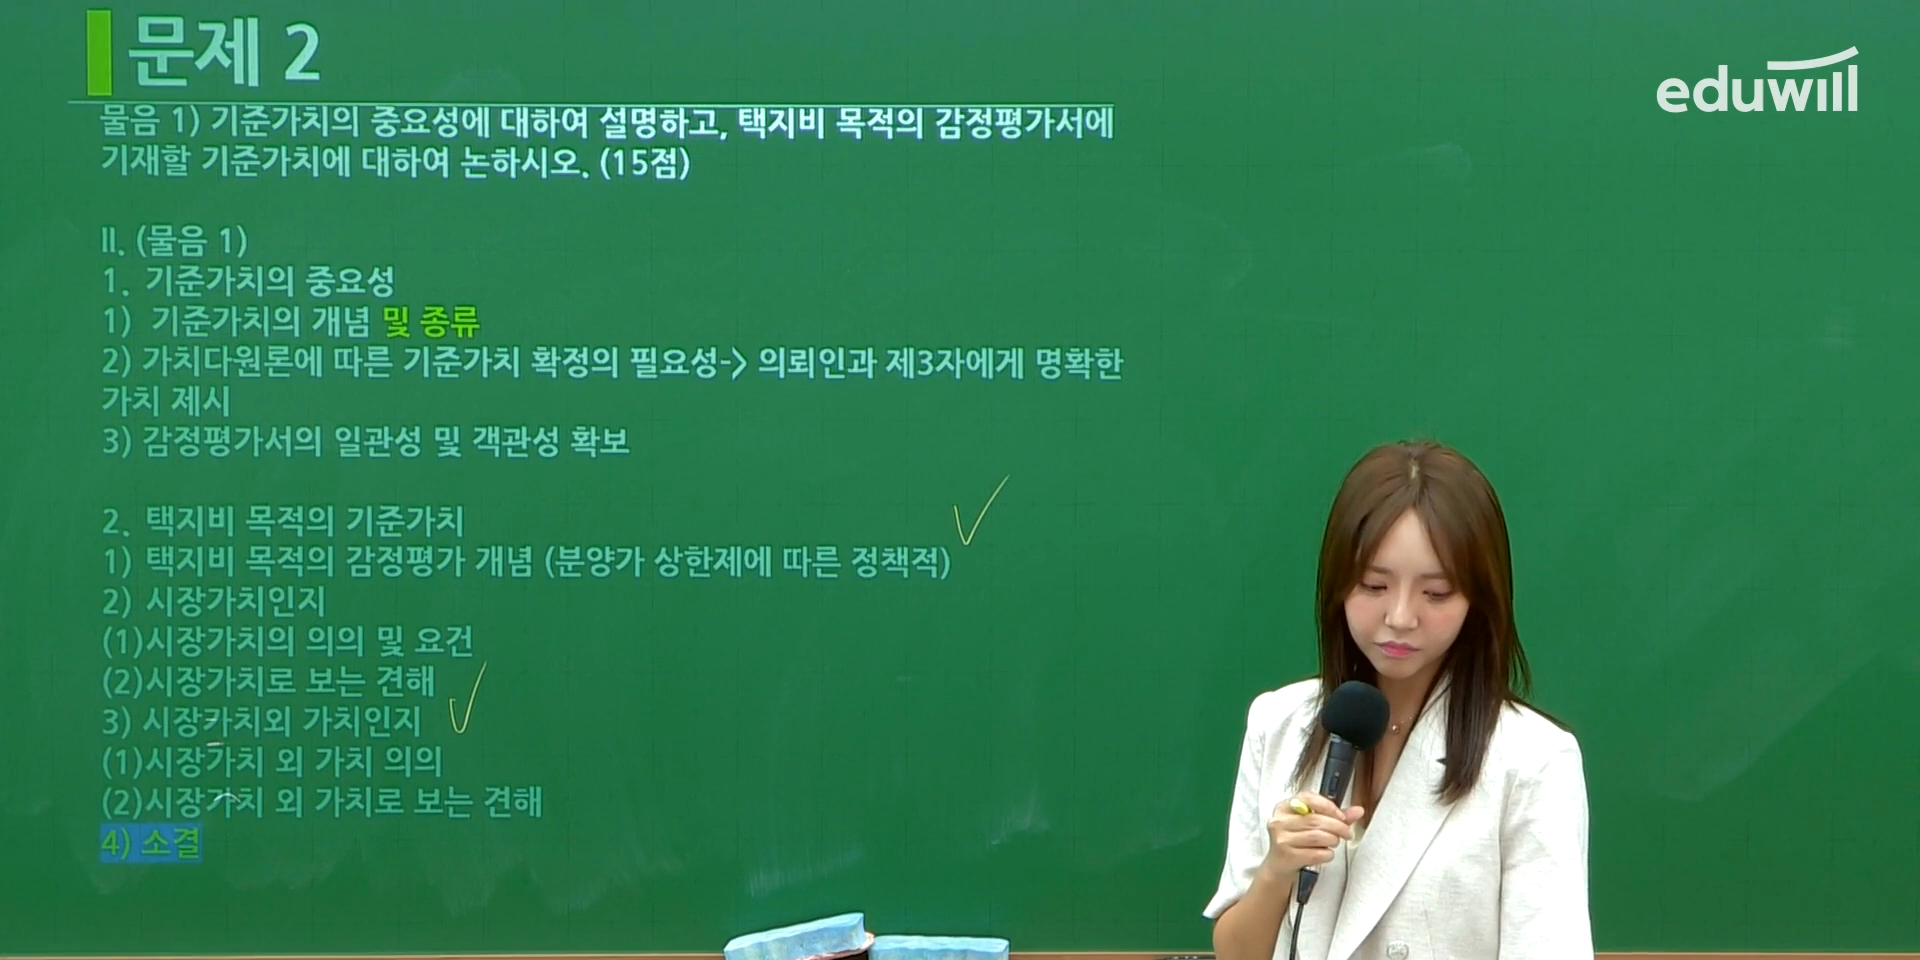 문제 2
eduwill
물음 1) 기준가치의 중요성에 대하여 설명하고, 택지비 목적의 감정평가서에
기재할 기준가치에 대하여 논하시오. (15점)
II. (물음 1)
1. 기준가치의 중요성
1) 기준가치의 개념 및 종류
2) 가치다원론에 따른 기준가치 확정의 필요성-> 의뢰인과 제3자에게 명확한
가치 제시
3) 감정평가서의 일관성 및 객관성 확보
2. 택지비 목적의 기준가치
1) 택지비 목적의 감정평가 개념 (분양가 상한제에 따른 정책적)
2) 시장가치인지
(1)시장가치의 의의 및 요건
(2)시장가치로 보는 견해
3) 시장가치외 가치인지
(1)시장가치 외 가치 의의
(2)시장가치 외 가치로 보는 견해
4) 소결